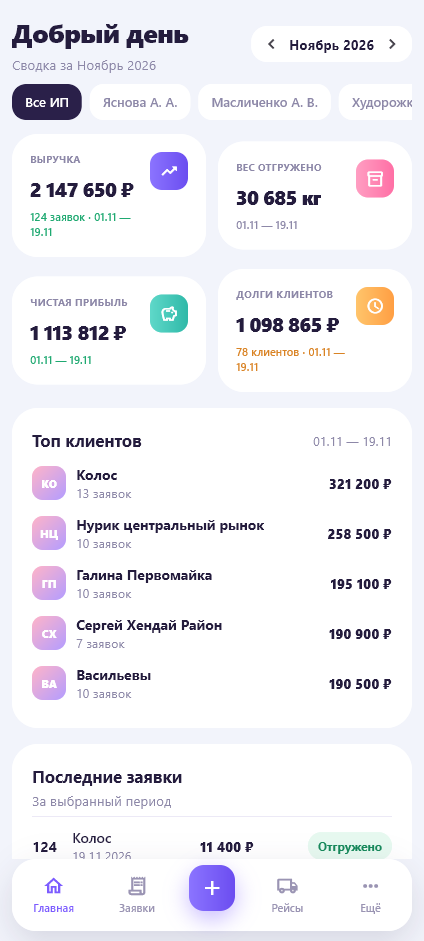 Добрый день
Сводка за Ноябрь 2026
Ноябрь 2026
Все ИП
Яснова А. А.
Масличенко А. В.
ВЫРУЧКА
2 147 650 ₽
124 заявок · 01.11 —
19.11
ВЕС ОТГРУЖЕНО
30 685 кг
01.11 — 19.11
ЧИСТАЯ ПРИБЫЛЬ
1 113 812 ₽
01.11 — 19.11
ДОЛГИ КЛИЕНТОВ
1 098 865 ₽
78 клиентов · 01.11 —
19.11
Топ клиентов
01.11 — 19.11
КО
Колос
13 заявок
321 200 ₽
НЦ
Нурик центральный рынок
10 заявок
258 500 ₽
ГП
Галина Первомайка
10 заявок
195 100 ₽
СХ
Сергей Хендай Район
7 заявок
190 900 ₽
ВА
Васильевы
10 заявок
190 500 ₽
Последние заявки
За выбранный период
124
Колос
19.11.2026
11 400 ₽
Отгружено
Главная
Заявки
Рейсы
Ещё